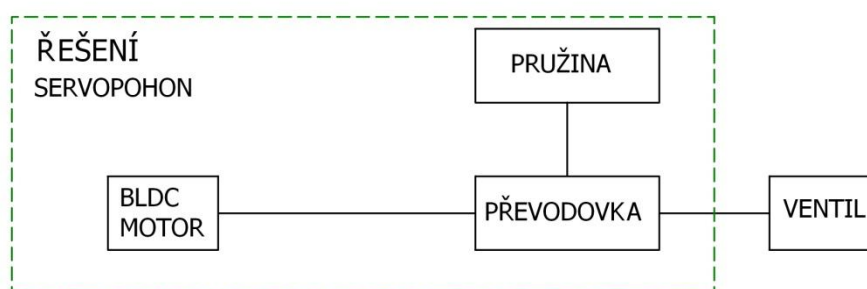 ŘEŠENÍ
SERVOPOHON
PRUŽINA
BLDC
MOTOR
PŘEVODOVKA
VENTIL